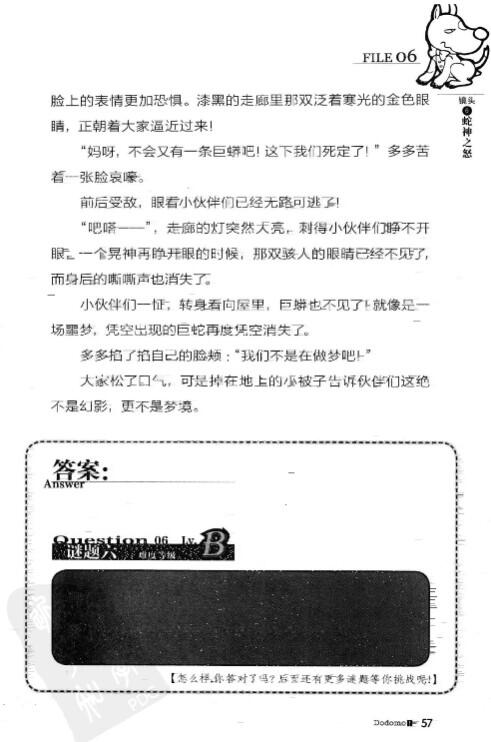 FILE 06
镜头
蛇神之怒
脸上的表情更加恐惧。漆黑的走廊里那双泛着寒光的金色眼
睛，正朝着大家逼近过来！
“妈呀，不会又有一条巨蟒吧！这下我们死定了！”多多苦
着一张脸哀嚎。
前后受敌，眼看小伙伴们已经无路可逃了！
“吧嗒——”，走廊的灯突然大亮，刺得小伙伴们睁不开
眼。一个晃神再睁开眼的时候，那双骇人的眼睛已经不见了，
而身后的嘶嘶声也消失了。
小伙伴们一怔，转身看向屋里，巨蟒也不见了！就像是一
场噩梦，凭空出现的巨蛇再度凭空消失了。
多多掐了掐自己的脸颊：“我们不是在做梦吧！”
大家松了口气，可是掉在地上的小被子告诉伙伴们这绝
不是幻影，更不是梦境。
答案：
Answer
Question 06 Lv. B
谜题六 难度等级
【怎么样，你答对了吗？后面还有更多谜题等你挑战呢！】
Dodomo 57